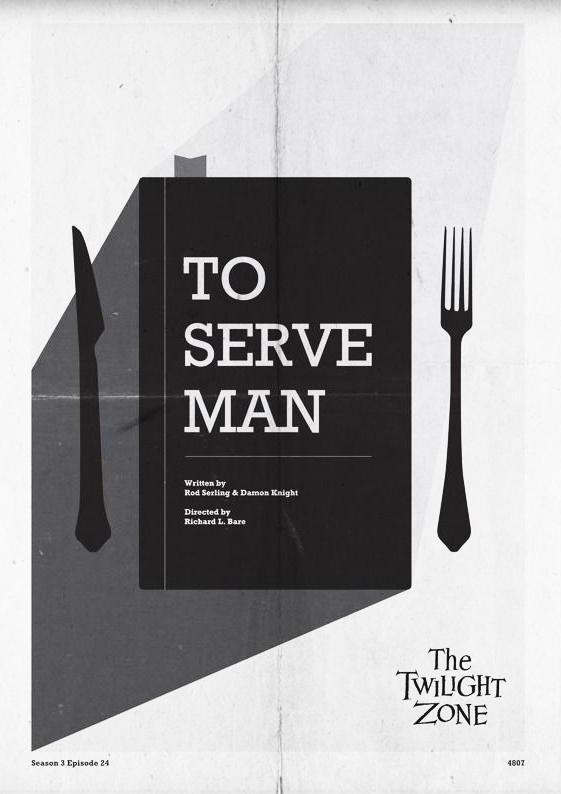 TO
SERVE
MAN
Written by
Rod Serling & Damon Knight
Directed by
Richard L. Bare
The
TWILIGHT
ZONE
Season 3 Episode 24
4807